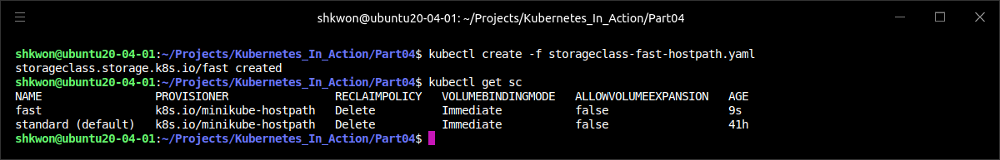 shkwon@ubuntu20-04-01: ~/Projects/Kubernetes_In_Action/Part04
shkwon@ubuntu20-04-01:~/Projects/Kubernetes_In_Action/Part04$ kubectl create -f storageclass-fast-hostpath.yaml
storageclass.storage.k8s.io/fast created
shkwon@ubuntu20-04-01:~/Projects/Kubernetes_In_Action/Part04$ kubectl get sc
NAME PROVISIONER RECLAIMPOLICY VOLUMEBINDINGMODE ALLOWVOLUMEEXPANSION AGE
fast k8s.io/minikube-hostpath Delete Immediate false 9s
standard (default) k8s.io/minikube-hostpath Delete Immediate false 41h
shkwon@ubuntu20-04-01:~/Projects/Kubernetes_In_Action/Part04$